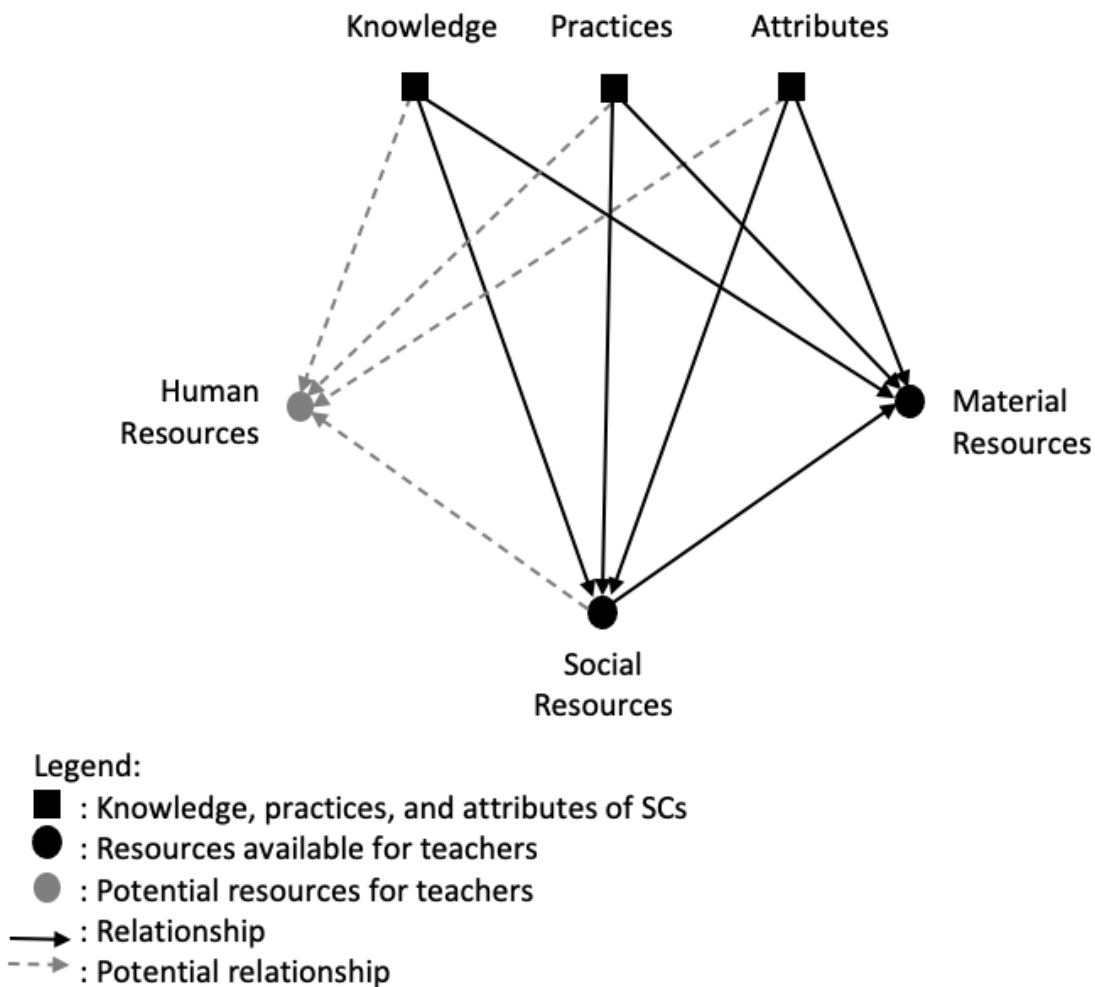 Knowledge Practices Attributes
Human
Resources
Material
Resources
Social
Resources
Legend:
: Knowledge, practices, and attributes of SCs
: Resources available for teachers
: Potential resources for teachers
: Relationship
: Potential relationship